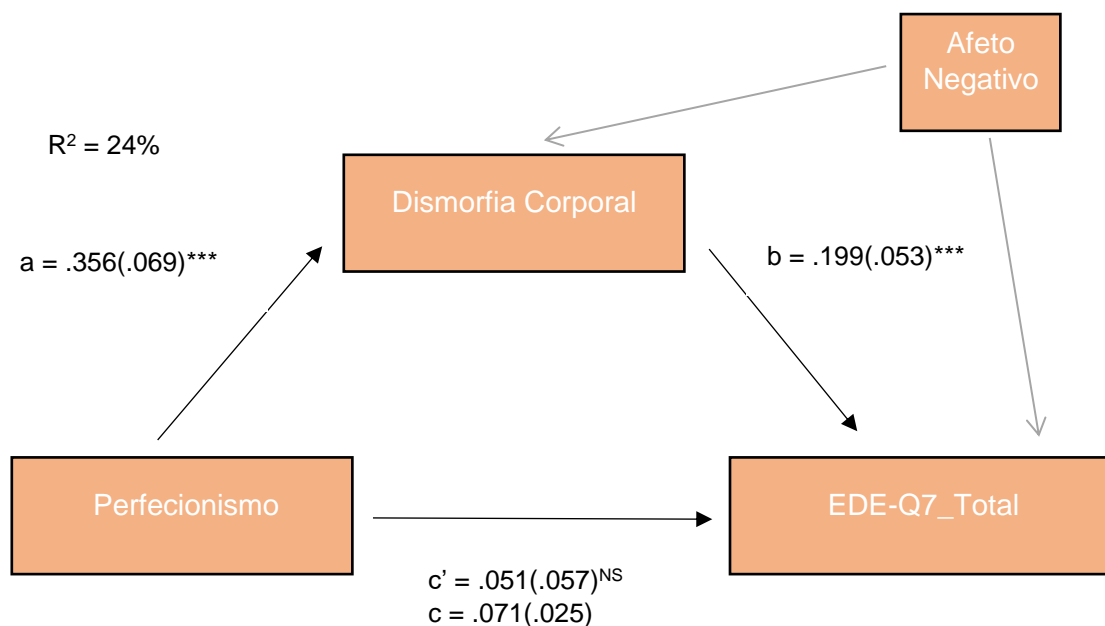 Afeto
Negativo
R² = 24%
Dismorfia Corporal
a = .356(.069)***
b = .199(.053)***
Perfecionismo
EDE-Q7_Total
c’ = .051(.057)ᴺˢ
c = .071(.025)